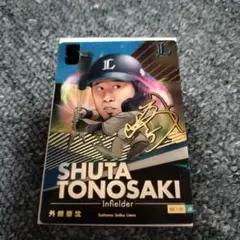 L
L
SHUTA
TONOSAKI
Infielder
外崎修汰
Saitama Seibu Lions